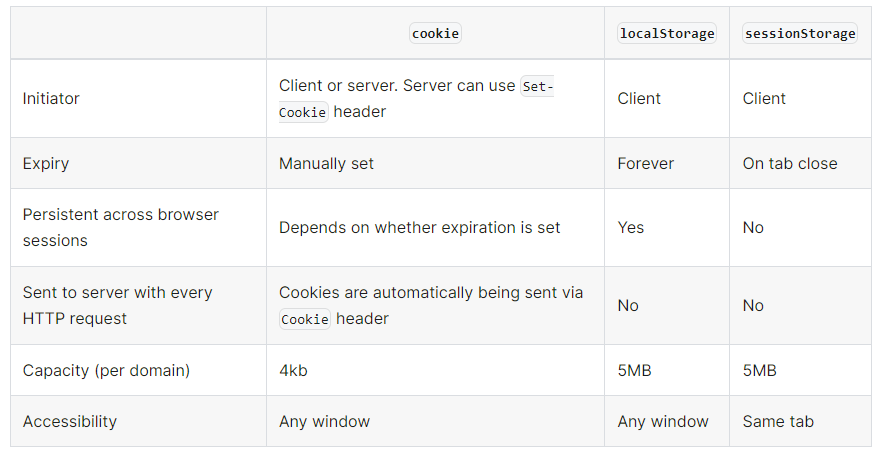 cookie localStorage sessionStorage
Initiator Client or server. Server can use Set-
Cookie header Client Client
Expiry Manually set Forever On tab close
Persistent across browser
sessions Depends on whether expiration is set Yes No
Sent to server with every
HTTP request Cookies are automatically being sent via
Cookie header No No
Capacity (per domain) 4kb 5MB 5MB
Accessibility Any window Any window Same tab